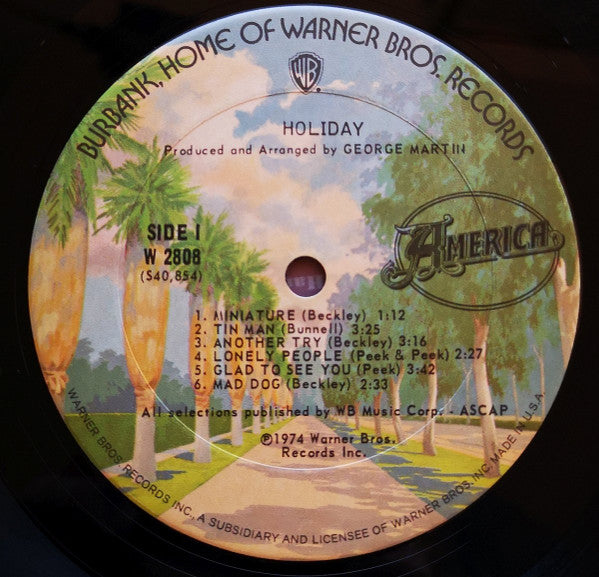 BURBANK, HOME OF WARNER BROS. RECORDS
WB
HOLIDAY
Produced and Arranged by GEORGE MARTIN
AMERICA
SIDE I
W 2808
(S40,854)
1. MINIATURE (Beckley) 1:12
2. TIN MAN (Bunnell) 3:25
3. ANOTHER TRY (Beckley) 3:16
4. LONELY PEOPLE (Peek & Peek) 2:27
5. GLAD TO SEE YOU (Peek) 3:42
6. MAD DOG (Beckley) 2:33
All selections published by WB Music Corp. - ASCAP
℗1974 Warner Bros.
Records Inc.
WARNER BROS. RECORDS INC., A SUBSIDIARY AND LICENSEE OF WARNER BROS. INC. MADE IN U.S.A.